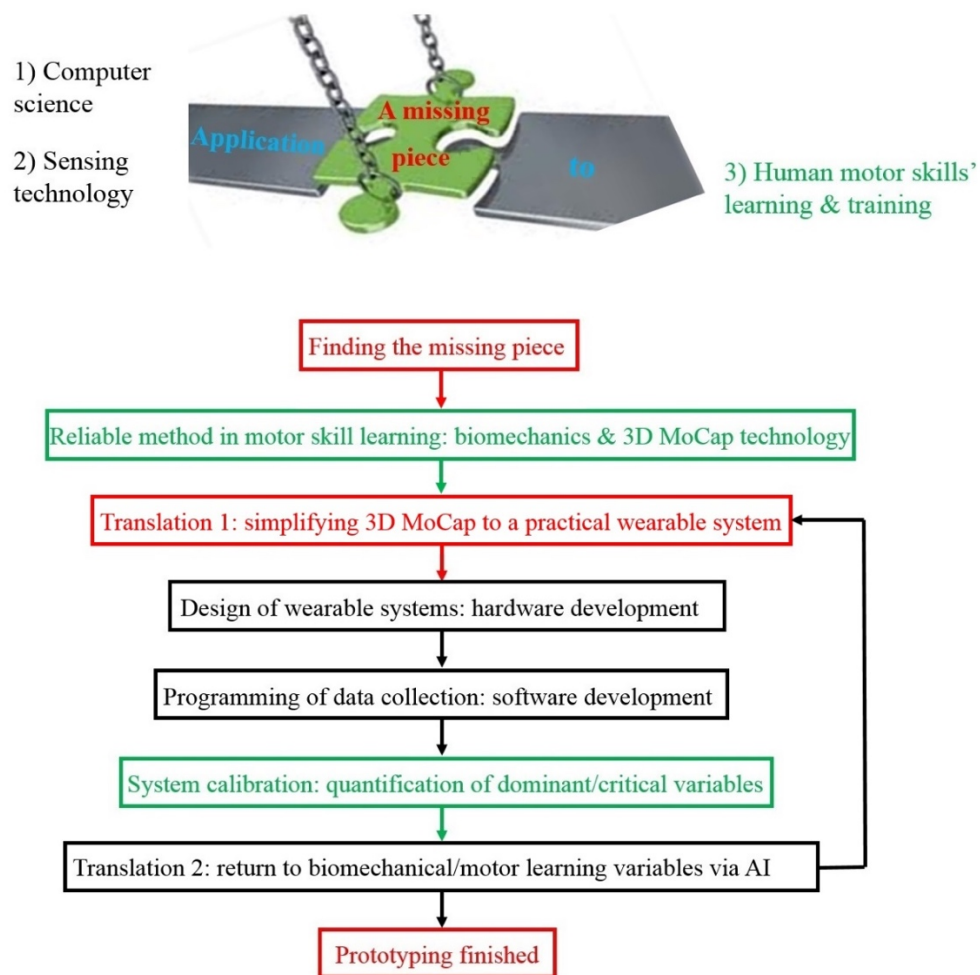 1) Computer
science
2) Sensing
technology
Application
A missing
piece
to
3) Human motor skills’
learning & training
Finding the missing piece
Reliable method in motor skill learning: biomechanics & 3D MoCap technology
Translation 1: simplifying 3D MoCap to a practical wearable system
Design of wearable systems: hardware development
Programming of data collection: software development
System calibration: quantification of dominant/critical variables
Translation 2: return to biomechanical/motor learning variables via AI
Prototyping finished